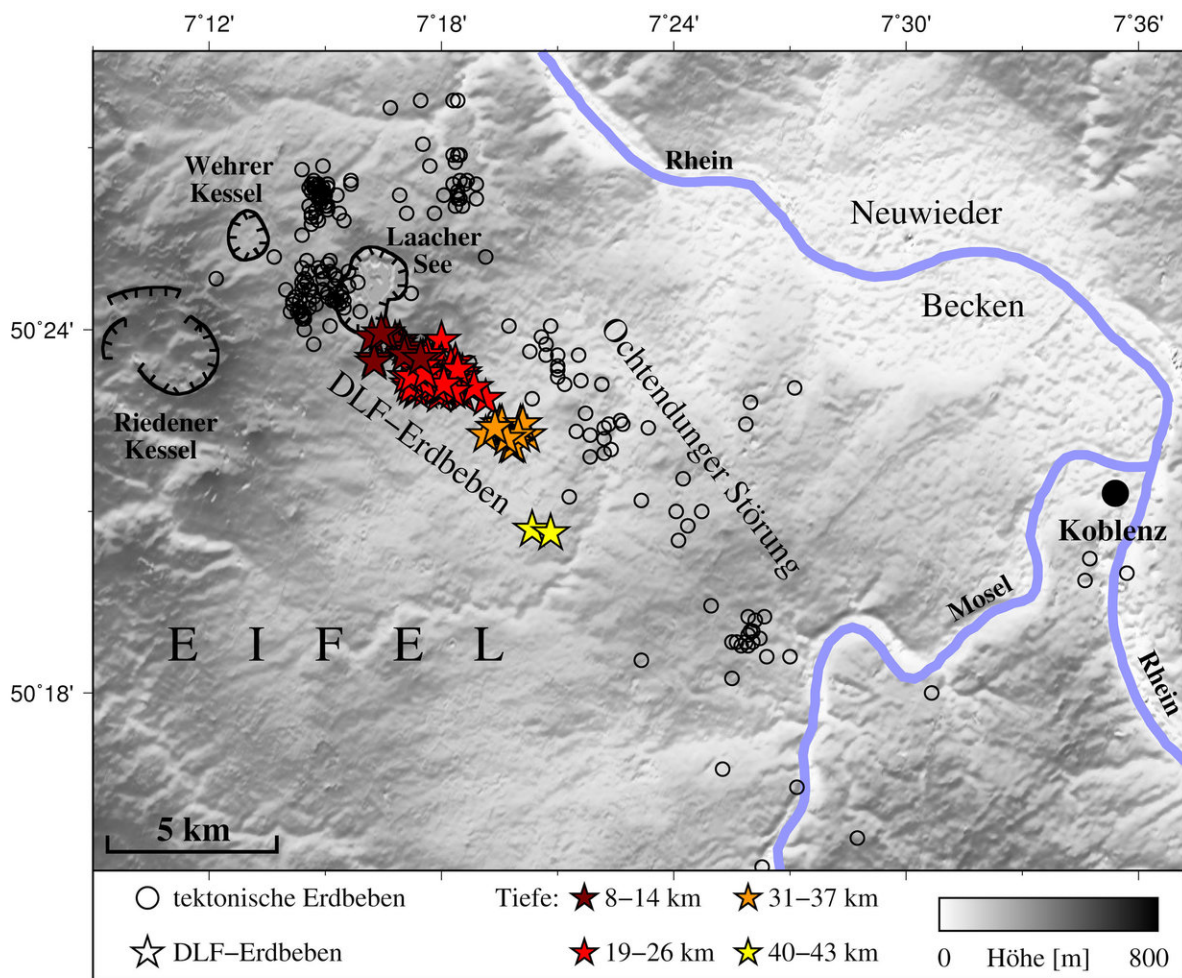 7°12' 7°18' 7°24' 7°30' 7°36'
Wehrer
Kessel
Rhein
Neuwieder
Laacher
See
Becken
50°24'
Ochtendunger Störung
DLF–Erdbeben
Riedener
Kessel
Koblenz
Mosel
EIFEL
Rhein
50°18'
5 km
tektonische Erdbeben Tiefe: 8–14 km 31–37 km
DLF–Erdbeben 19–26 km 40–43 km 0 Höhe [m] 800